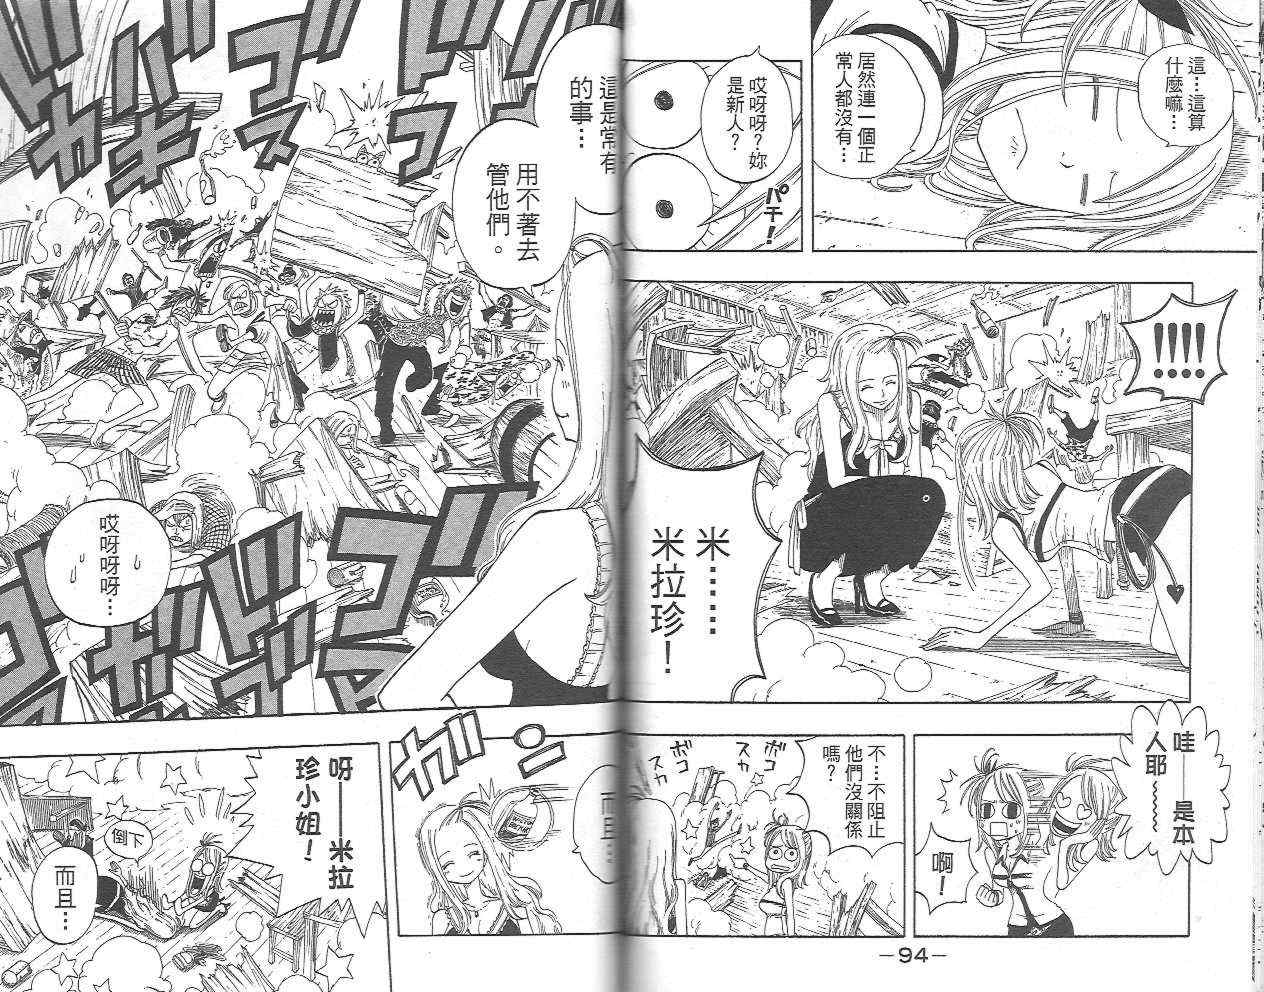 這…這算
什麼嘛…
居然連一個正
常人都沒有…
哎呀呀?妳
是新人?
パチ!
!!!!
米……
米拉珍!
哇——是本
人耶~~~~
啊!
不…不阻止
他們沒關係
嗎?
ボコ
スカ
ボコ
スカ
這是常有
的事…
用不著去
管他們。
哎呀呀呀…
而且…
ガン
呀——米拉
珍小姐!
倒下
而且…
—94—